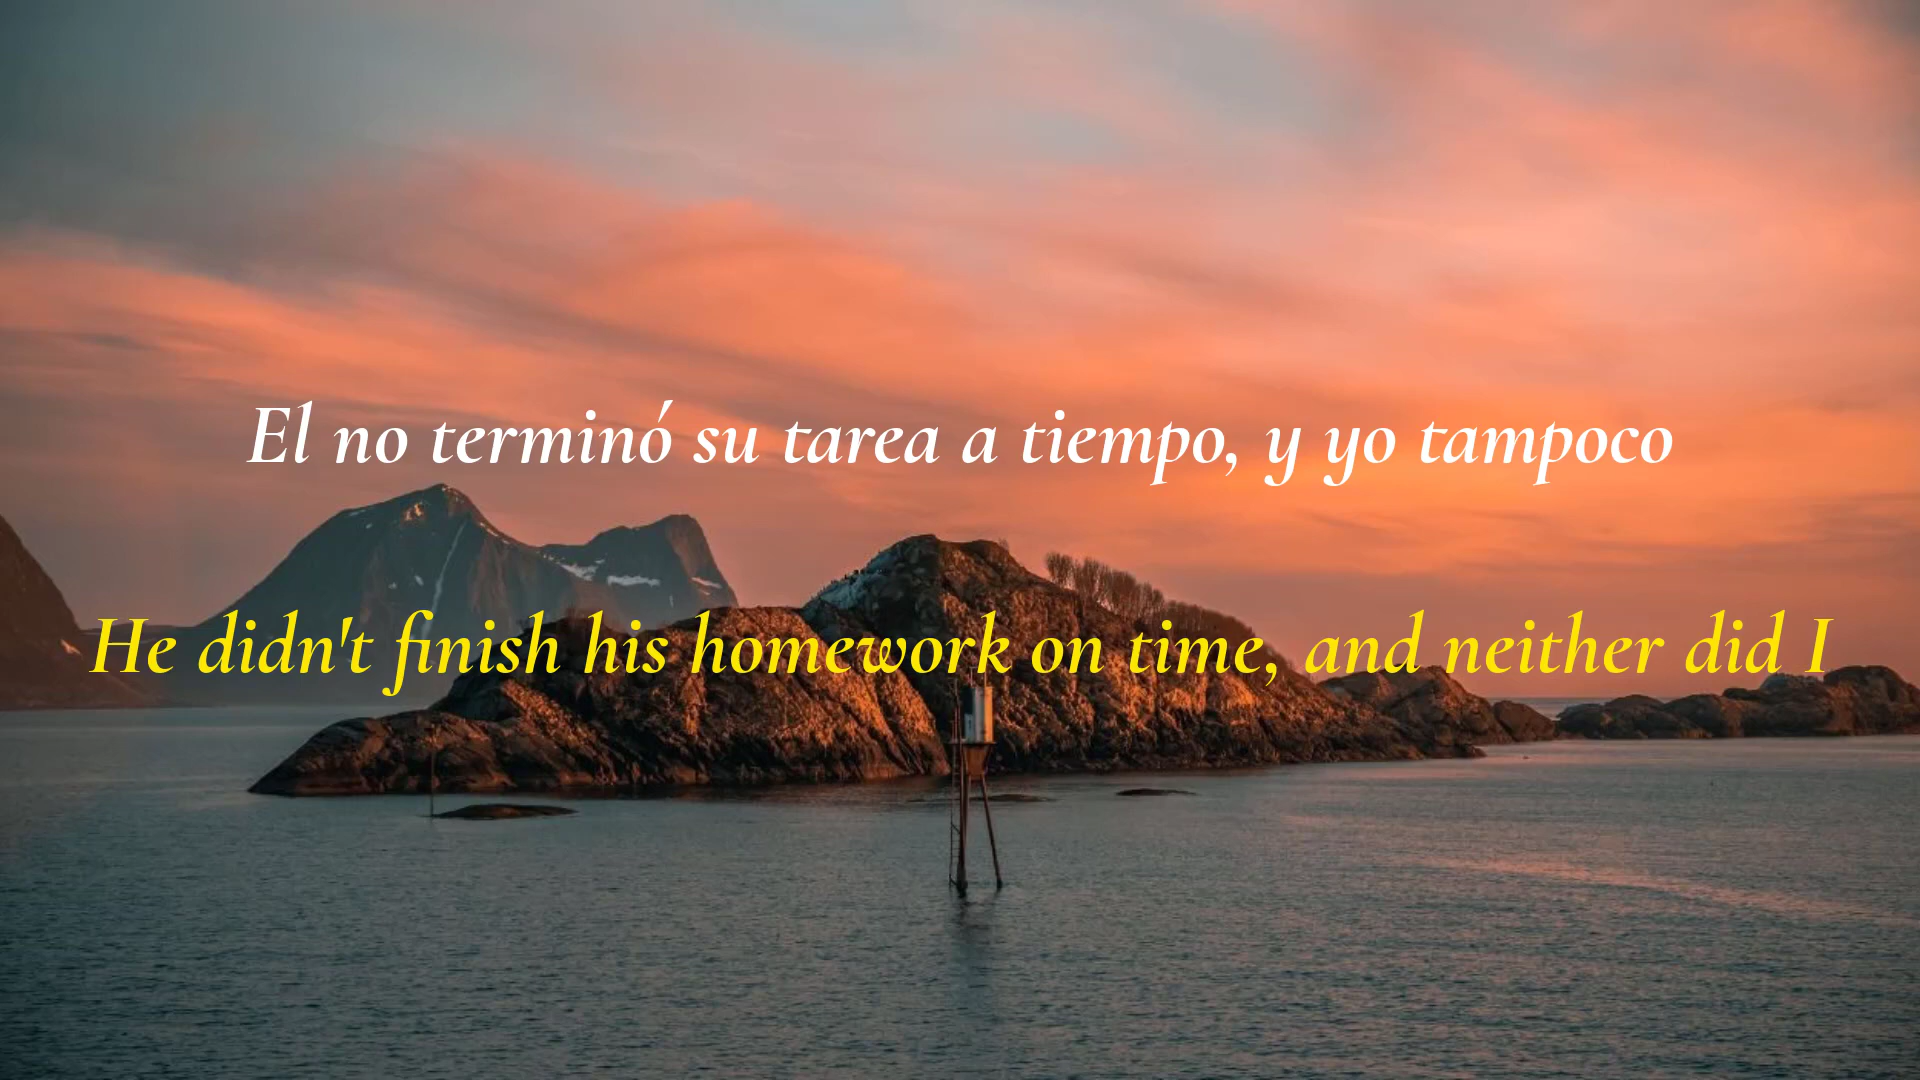 El no terminó su tarea a tiempo, y yo tampoco
He didn't finish his homework on time, and neither did I